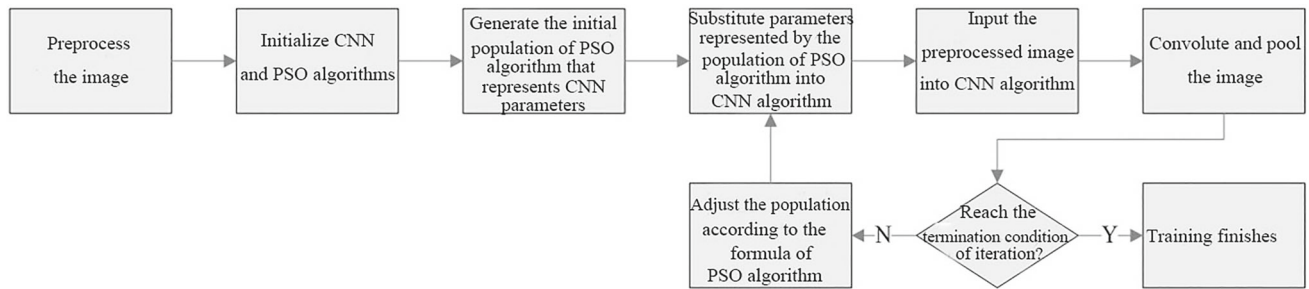 Preprocess
the image
Initialize CNN
and PSO algorithms
Generate the initial
population of PSO
algorithm that
represents CNN
parameters
Substitute parameters
represented by the
population of PSO
algorithm into
CNN algorithm
Input the
preprocessed image
into CNN algorithm
Convolute and pool
the image
Adjust the population
according to the
formula of
PSO algorithm
N
Reach the
termination condition
of iteration?
Y
Training finishes